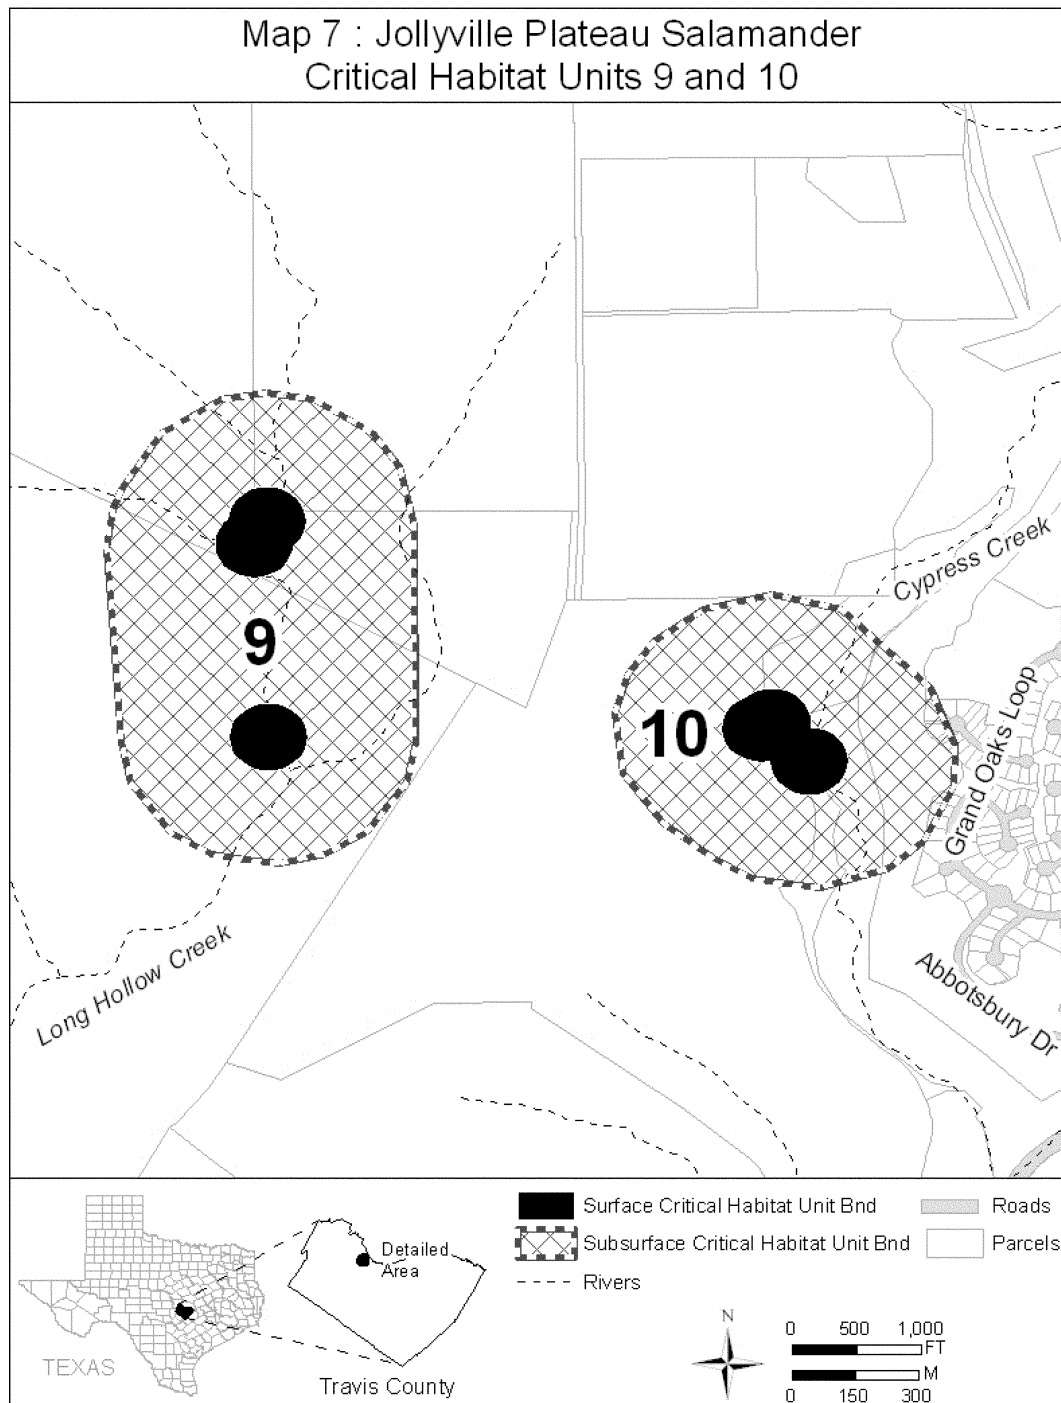 Map 7 : Jollyville Plateau Salamander
Critical Habitat Units 9 and 10
Cypress Creek
9
10
Grand Oaks Loop
Long Hollow Creek
Abbotsbury Dr
Surface Critical Habitat Unit Bnd
Roads
Subsurface Critical Habitat Unit Bnd
Parcels
Rivers
Detailed
Area
TEXAS
Travis County
N
0 500 1,000
FT
M
0 150 300